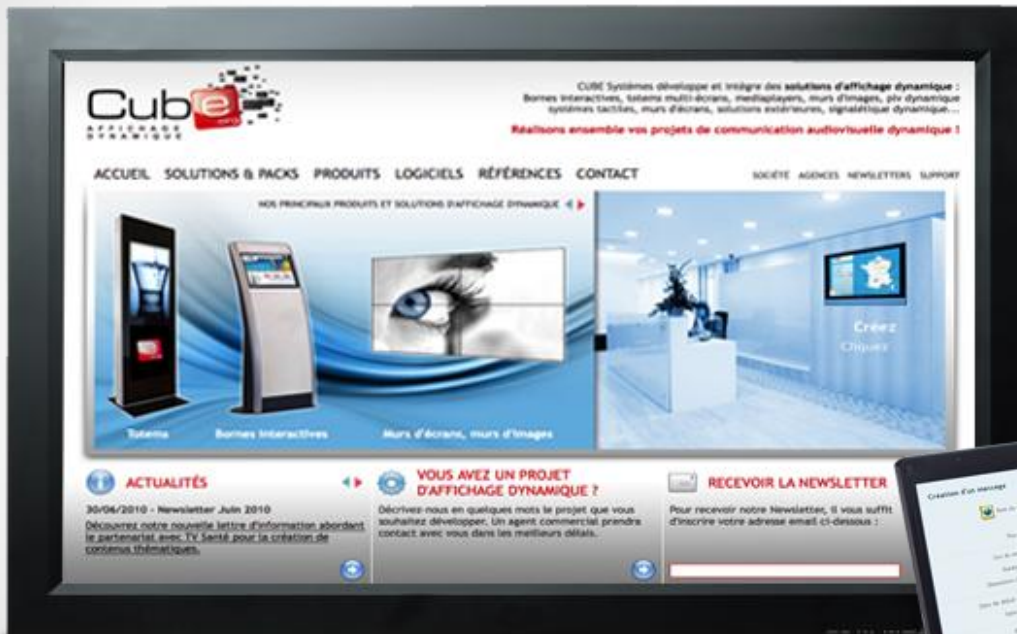 Cube
AFFICHAGE
DYNAMIQUE
CUBE Systèmes développe et intègre des solutions d'affichage dynamique :
Bornes interactives, totems multi-écrans, mediaplayers, murs d'images, plv dynamique
systèmes tactiles, murs d'écrans, solutions extérieures, signalétique dynamique...
Réalisons ensemble vos projets de communication audiovisuelle dynamique !
ACCUEIL SOLUTIONS & PACKS PRODUITS LOGICIELS RÉFÉRENCES CONTACT
SOCIÉTÉ AGENCES NEWSLETTERS SUPPORT
NOS PRINCIPAUX PRODUITS ET SOLUTIONS D'AFFICHAGE DYNAMIQUE
Créez
Cliquez
Totems Bornes Interactives Murs d'écrans, murs d'images
ACTUALITÉS
30/06/2010 - Newsletter Juin 2010
Découvrez notre nouvelle lettre d'information abordant
le partenariat avec TV Santé pour la création de
contenus thématiques.
VOUS AVEZ UN PROJET
D'AFFICHAGE DYNAMIQUE ?
Décrivez-nous en quelques mots le projet que vous
souhaitez développer. Un agent commercial prendra
contact avec vous dans les meilleurs délais.
RECEVOIR LA NEWSLETTER
Pour recevoir notre Newsletter, il vous suffit
d'inscrire votre adresse email ci-dessous :
Création d'un message